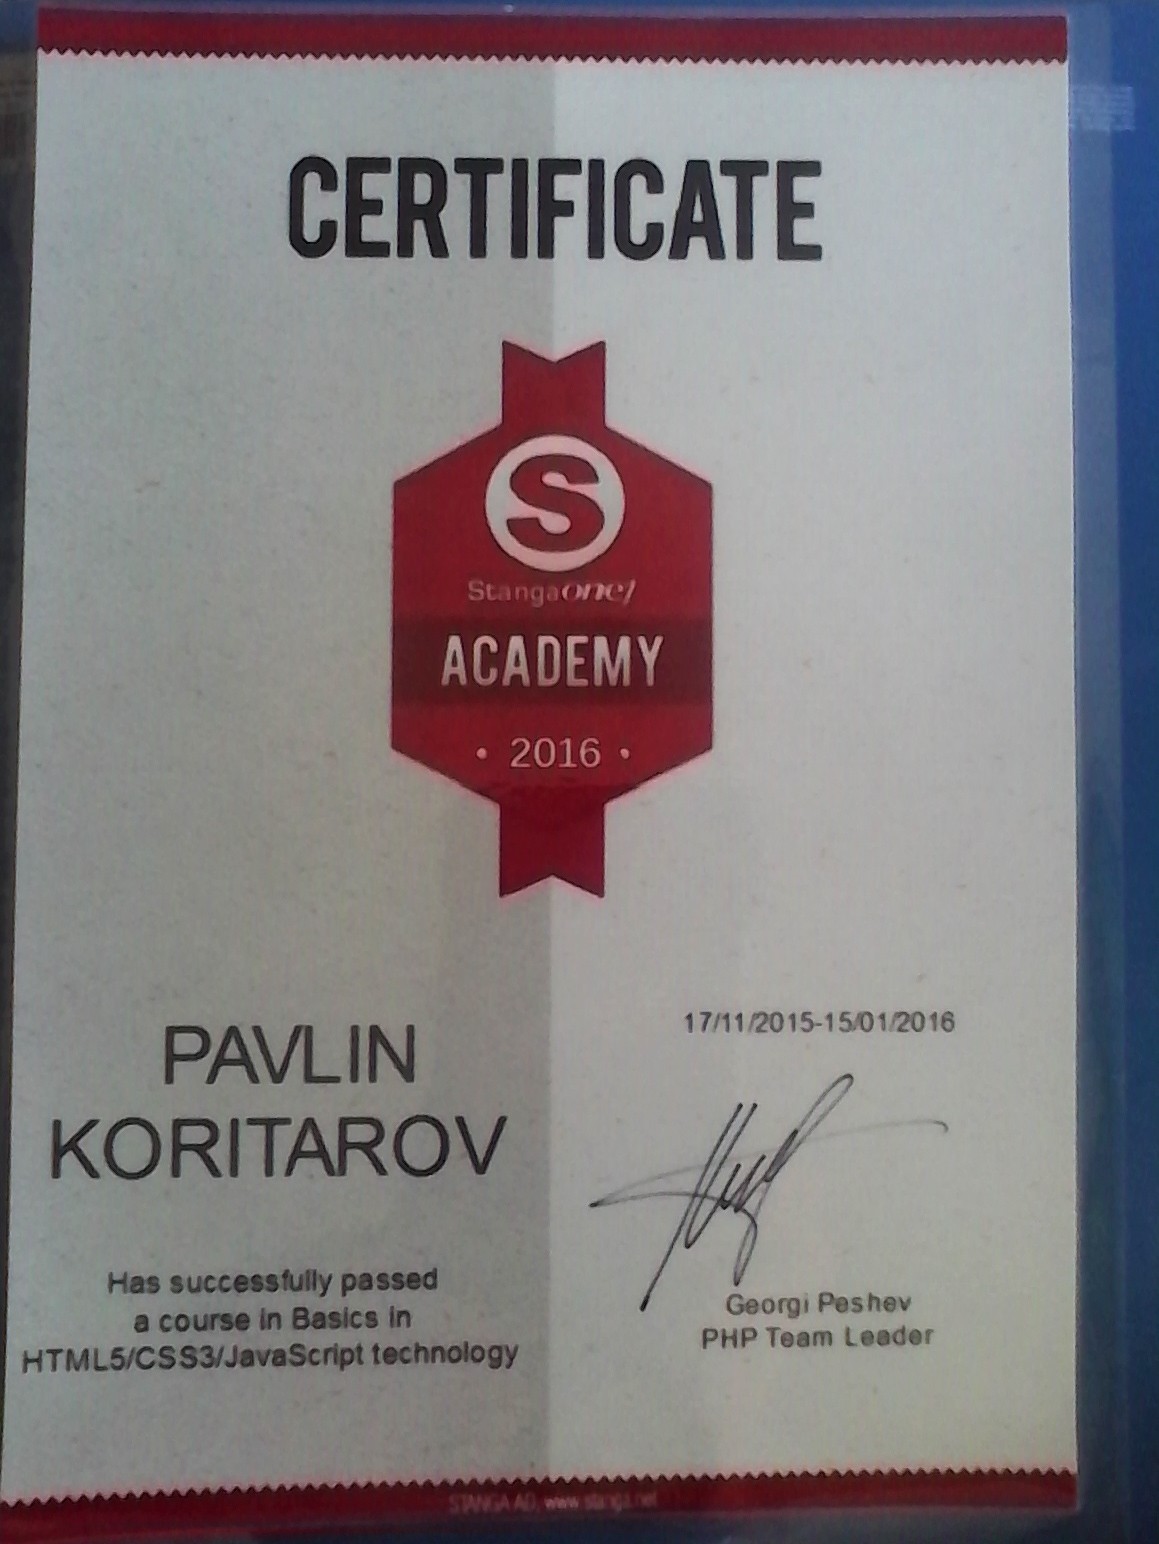 CERTIFICATE
S
Stangaone1
ACADEMY
· 2016 ·
PAVLIN
KORITAROV
Has successfully passed
a course in Basics in
HTML5/CSS3/JavaScript technology
17/11/2015-15/01/2016
Georgi Peshev
PHP Team Leader
STANGA AD, www.stanga.net